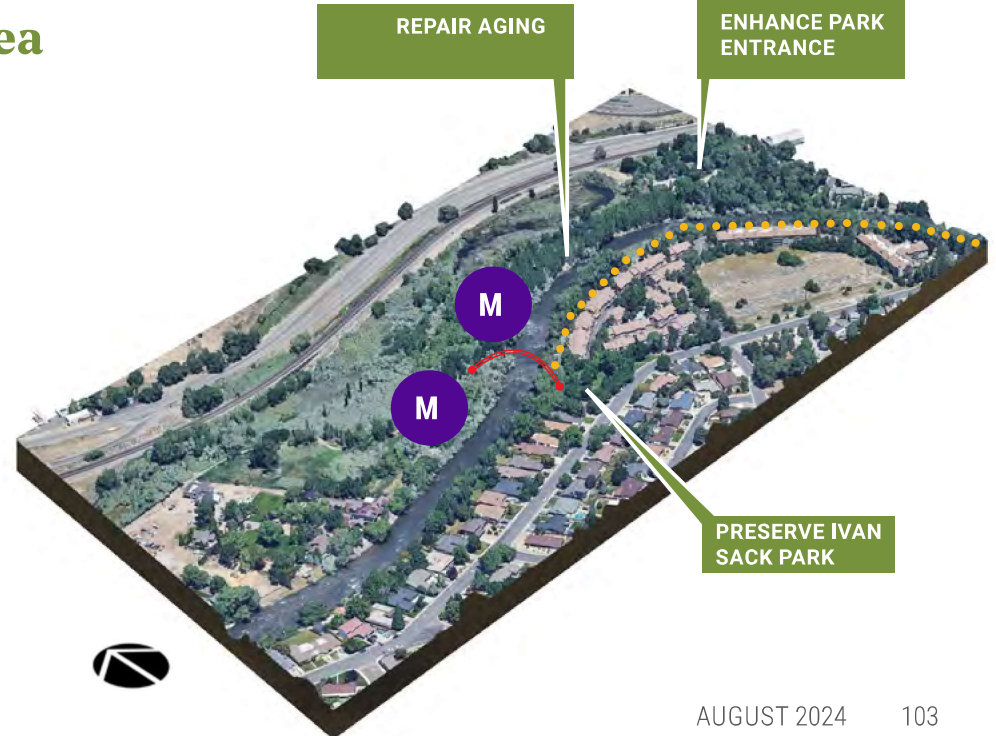 ea
REPAIR AGING
ENHANCE PARK
ENTRANCE
M
M
PRESERVE IVAN
SACK PARK
AUGUST 2024 103